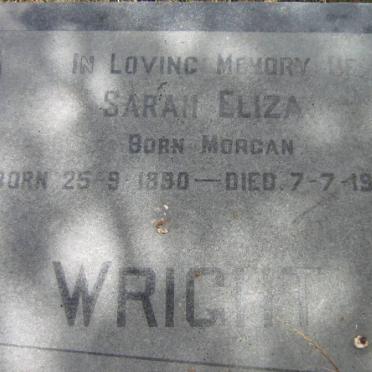 IN LOVING MEMORY OF
SARAH ELIZA
BORN MORGAN
BORN 25-9-1880 — DIED 7-7-19
WRIGHT